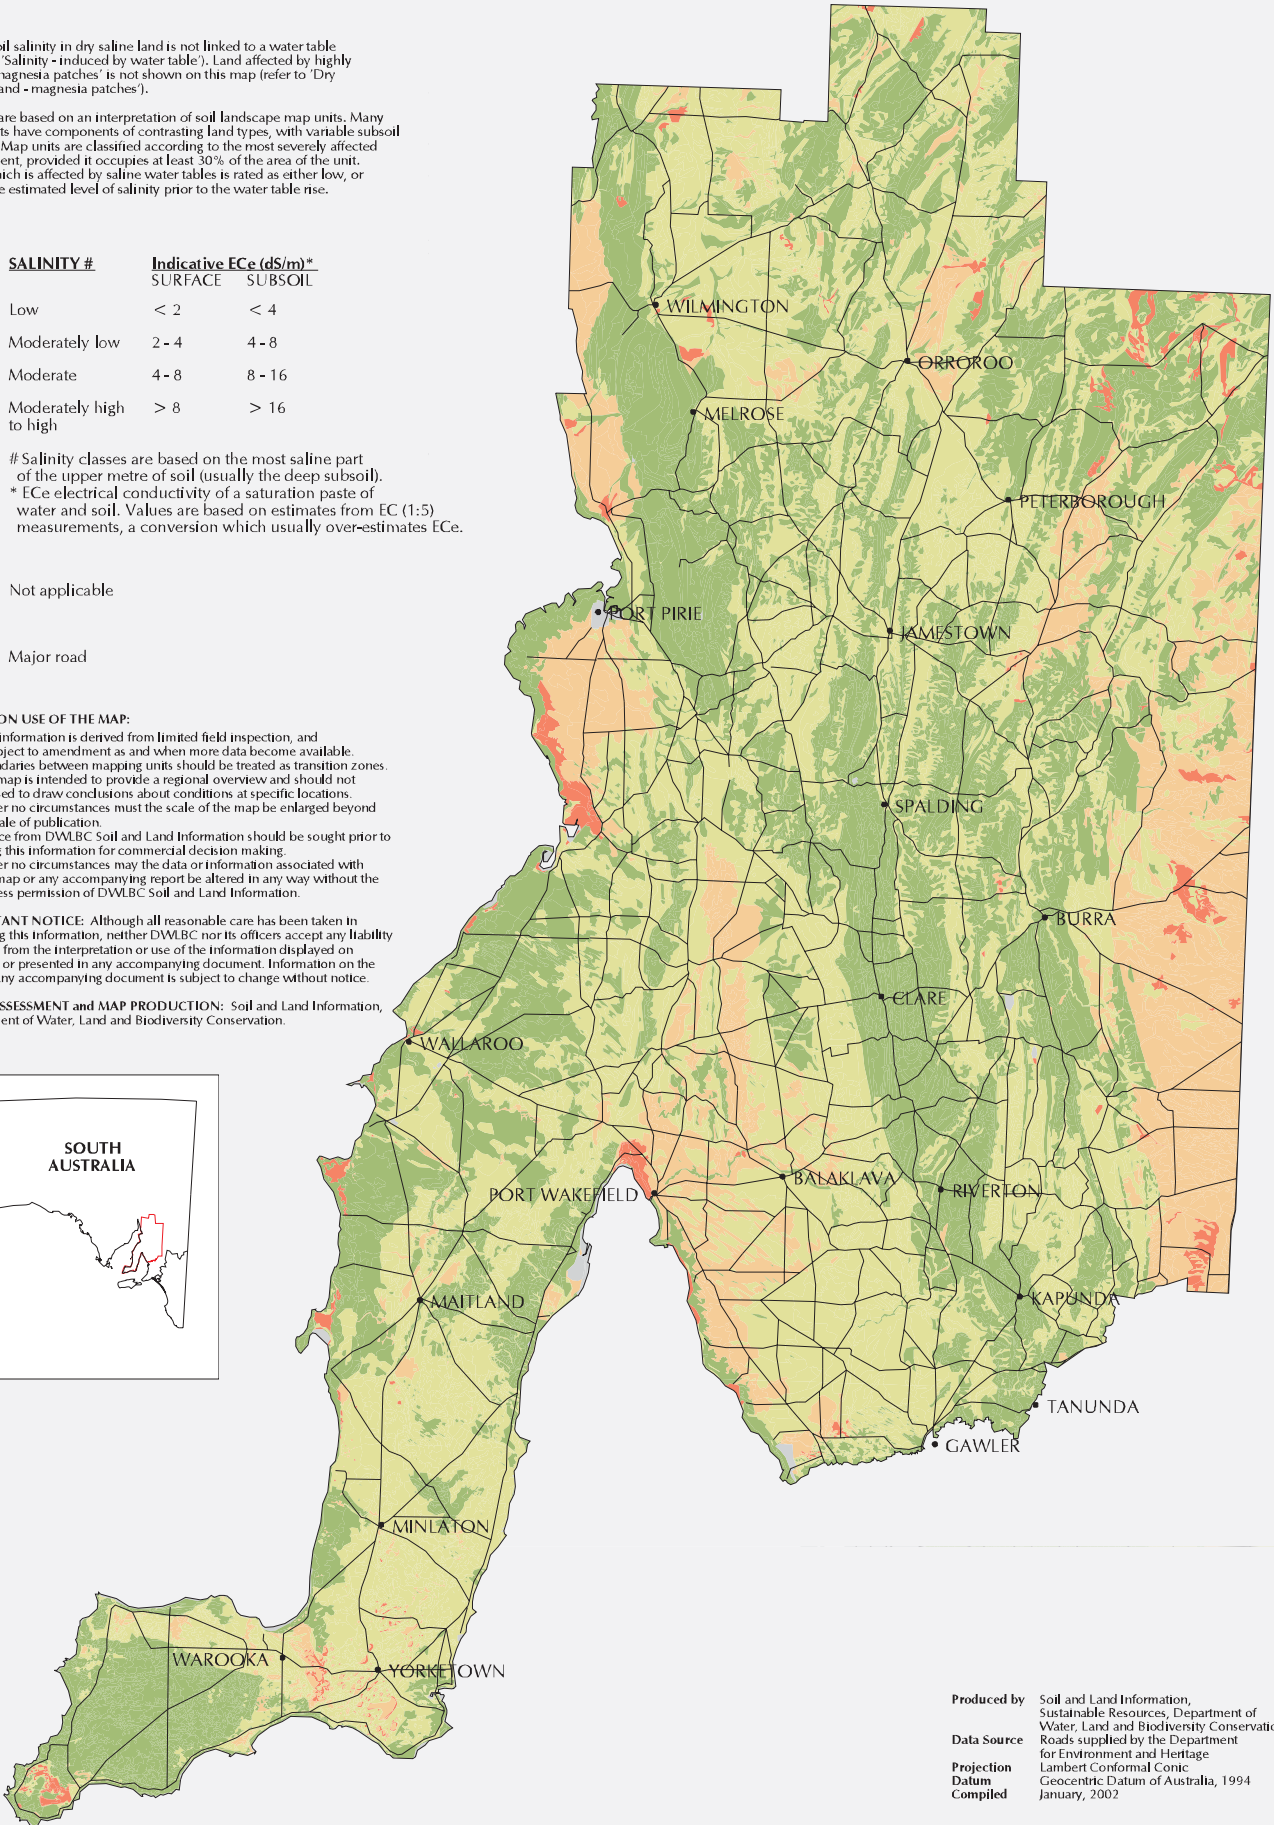 oil salinity in dry saline land is not linked to a water table
'Salinity - induced by water table'). Land affected by highly
magnesia patches' is not shown on this map (refer to 'Dry
and - magnesia patches').
are based on an interpretation of soil landscape map units. Many
ts have components of contrasting land types, with variable subsoil
Map units are classified according to the most severely affected
ent, provided it occupies at least 30% of the area of the unit.
hich is affected by saline water tables is rated as either low, or
e estimated level of salinity prior to the water table rise.
SALINITY # Indicative ECe (dS/m)*
SURFACE SUBSOIL
Low < 2 < 4
Moderately low 2 - 4 4 - 8
Moderate 4 - 8 8 - 16
Moderately high > 8 > 16
to high
# Salinity classes are based on the most saline part
of the upper metre of soil (usually the deep subsoil).
* ECe electrical conductivity of a saturation paste of
water and soil. Values are based on estimates from EC (1:5)
measurements, a conversion which usually over-estimates ECe.
Not applicable
Major road
ON USE OF THE MAP:
information is derived from limited field inspection, and
bject to amendment as and when more data become available.
ndaries between mapping units should be treated as transition zones.
map is intended to provide a regional overview and should not
sed to draw conclusions about conditions at specific locations.
er no circumstances must the scale of the map be enlarged beyond
ale of publication.
ice from DWLBC Soil and Land Information should be sought prior to
g this information for commercial decision making.
er no circumstances may the data or information associated with
map or any accompanying report be altered in any way without the
ess permission of DWLBC Soil and Land Information.
TANT NOTICE: Although all reasonable care has been taken in
g this information, neither DWLBC nor its officers accept any liability
from the interpretation or use of the information displayed on
or presented in any accompanying document. Information on the
ny accompanying document is subject to change without notice.
SSESSMENT and MAP PRODUCTION: Soil and Land Information,
ent of Water, Land and Biodiversity Conservation.
SOUTH
AUSTRALIA
WILMINGTON
ORROROO
MELROSE
PETERBOROUGH
PORT PIRIE
JAMESTOWN
SPALDING
BURRA
CLARE
WALLAROO
BALAKLAVA
PORT WAKEFIELD
RIVERTON
MAITLAND
KAPUNDA
TANUNDA
GAWLER
MINLATON
WAROOKA
YORKETOWN
Produced by Soil and Land Information,
Sustainable Resources, Department of
Water, Land and Biodiversity Conservatio
Data Source Roads supplied by the Department
for Environment and Heritage
Projection Lambert Conformal Conic
Datum Geocentric Datum of Australia, 1994
Compiled January, 2002